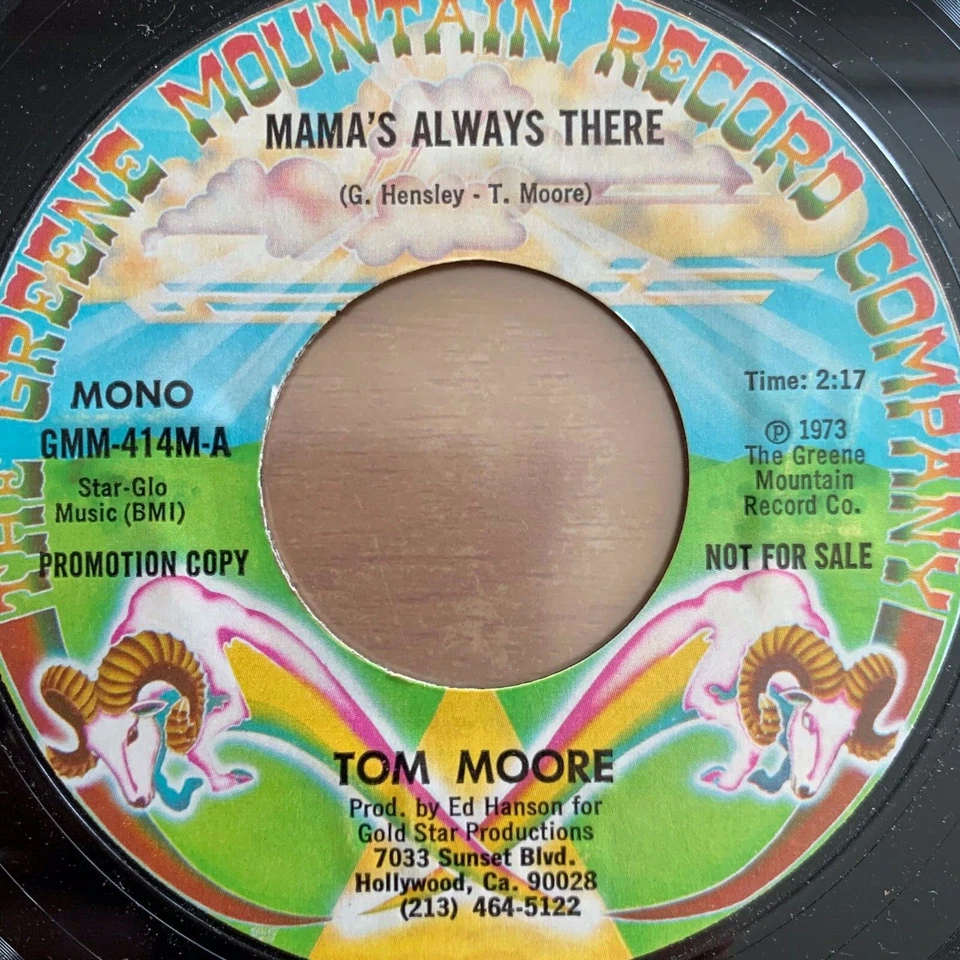 THE GREENE MOUNTAIN RECORD COMPANY
MAMA'S ALWAYS THERE
(G. Hensley - T. Moore)
MONO
GMM-414M-A
Star-Glo
Music (BMI)
PROMOTION COPY
Time: 2:17
℗ 1973
The Greene
Mountain
Record Co.
NOT FOR SALE
TOM MOORE
Prod. by Ed Hanson for
Gold Star Productions
7033 Sunset Blvd.
Hollywood, Ca. 90028
(213) 464-5122